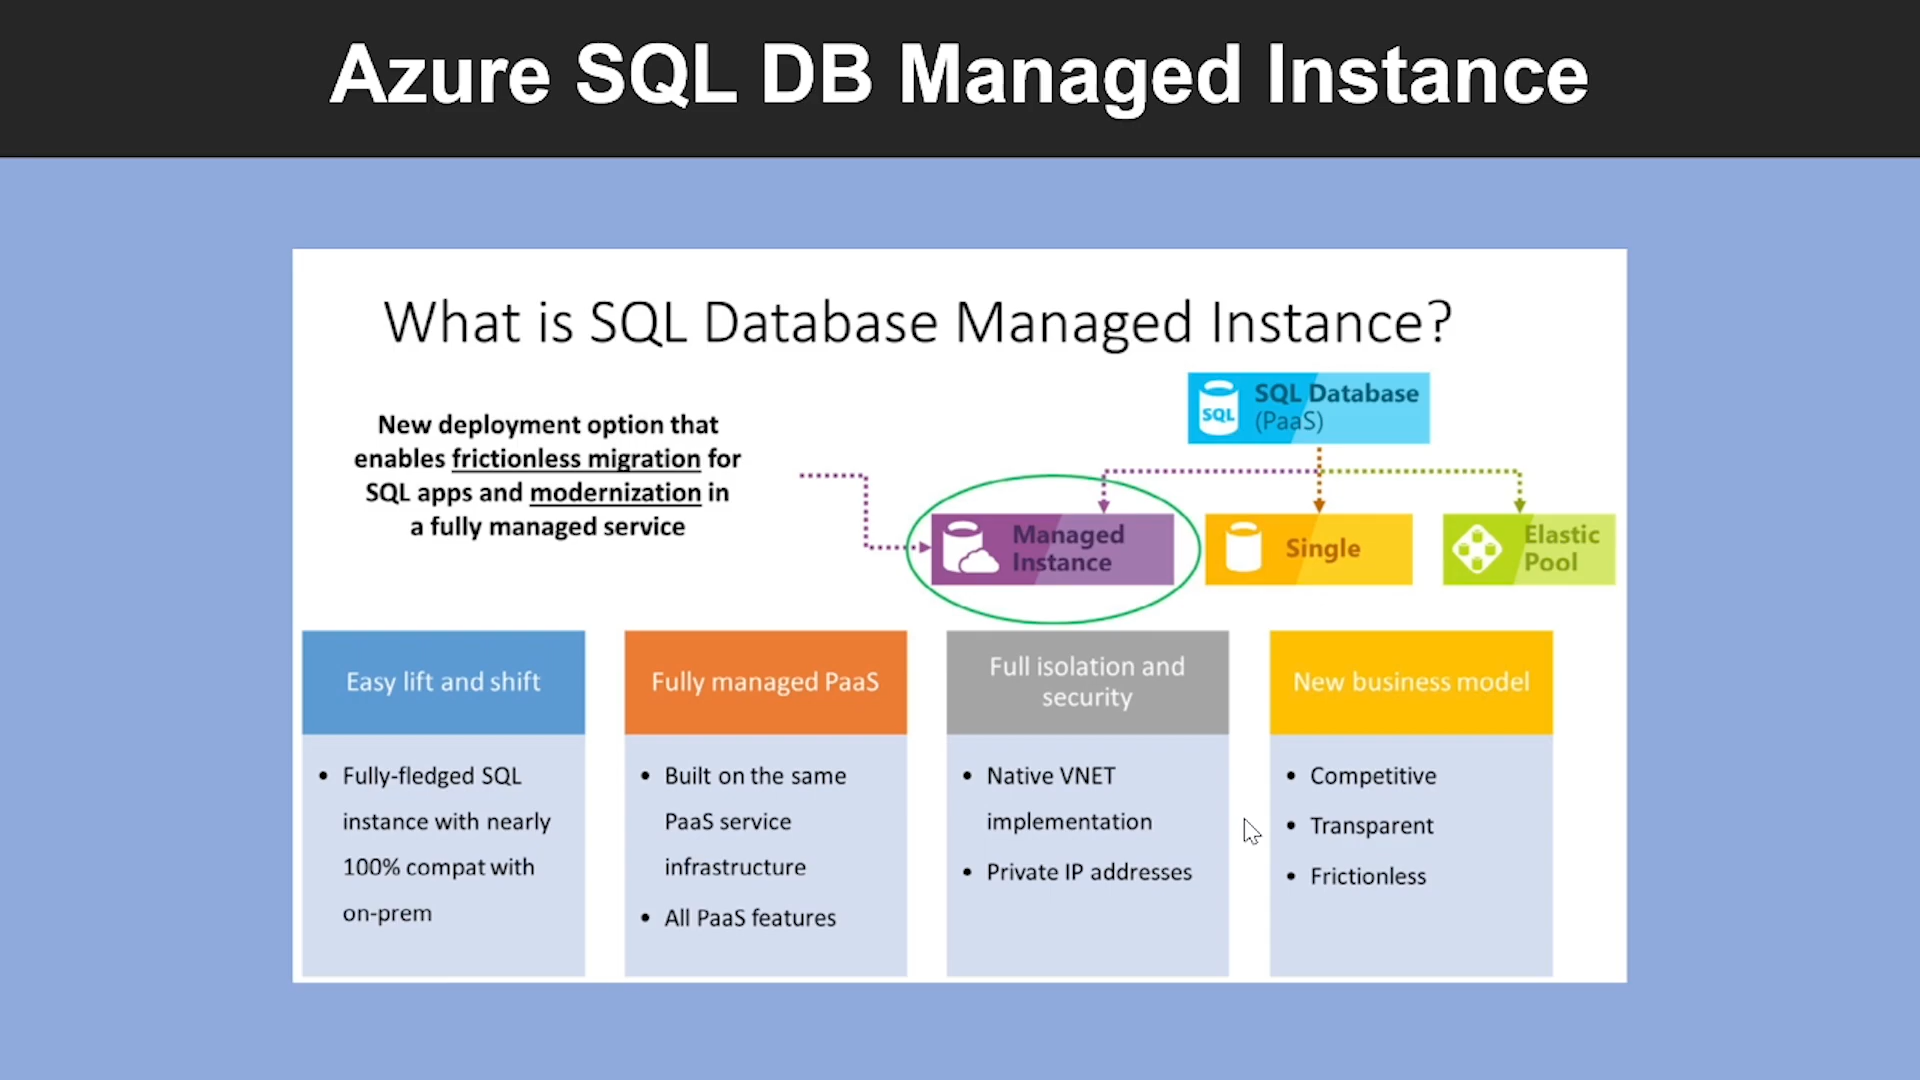 Azure SQL DB Managed Instance
What is SQL Database Managed Instance?
New deployment option that
enables frictionless migration for
SQL apps and modernization in
a fully managed service
SQL
SQL Database
(PaaS)
Managed
Instance
Single
Elastic
Pool
Easy lift and shift
• Fully-fledged SQL
instance with nearly
100% compat with
on-prem
Fully managed PaaS
• Built on the same
PaaS service
infrastructure
• All PaaS features
Full isolation and
security
• Native VNET
implementation
• Private IP addresses
New business model
• Competitive
• Transparent
• Frictionless